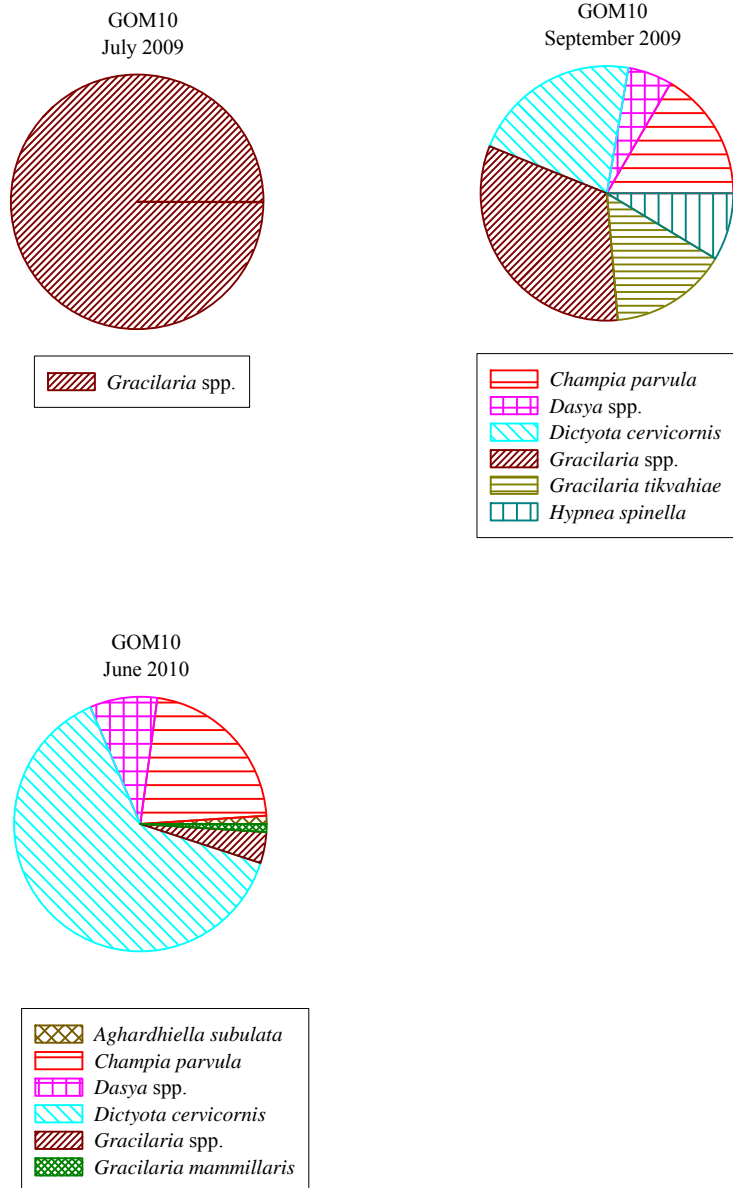 GOM10
July 2009
Gracilaria spp.
GOM10
September 2009
Champia parvula
Dasya spp.
Dictyota cervicornis
Gracilaria spp.
Gracilaria tikvahiae
Hypnea spinella
GOM10
June 2010
Aghardhiella subulata
Champia parvula
Dasya spp.
Dictyota cervicornis
Gracilaria spp.
Gracilaria mammillaris